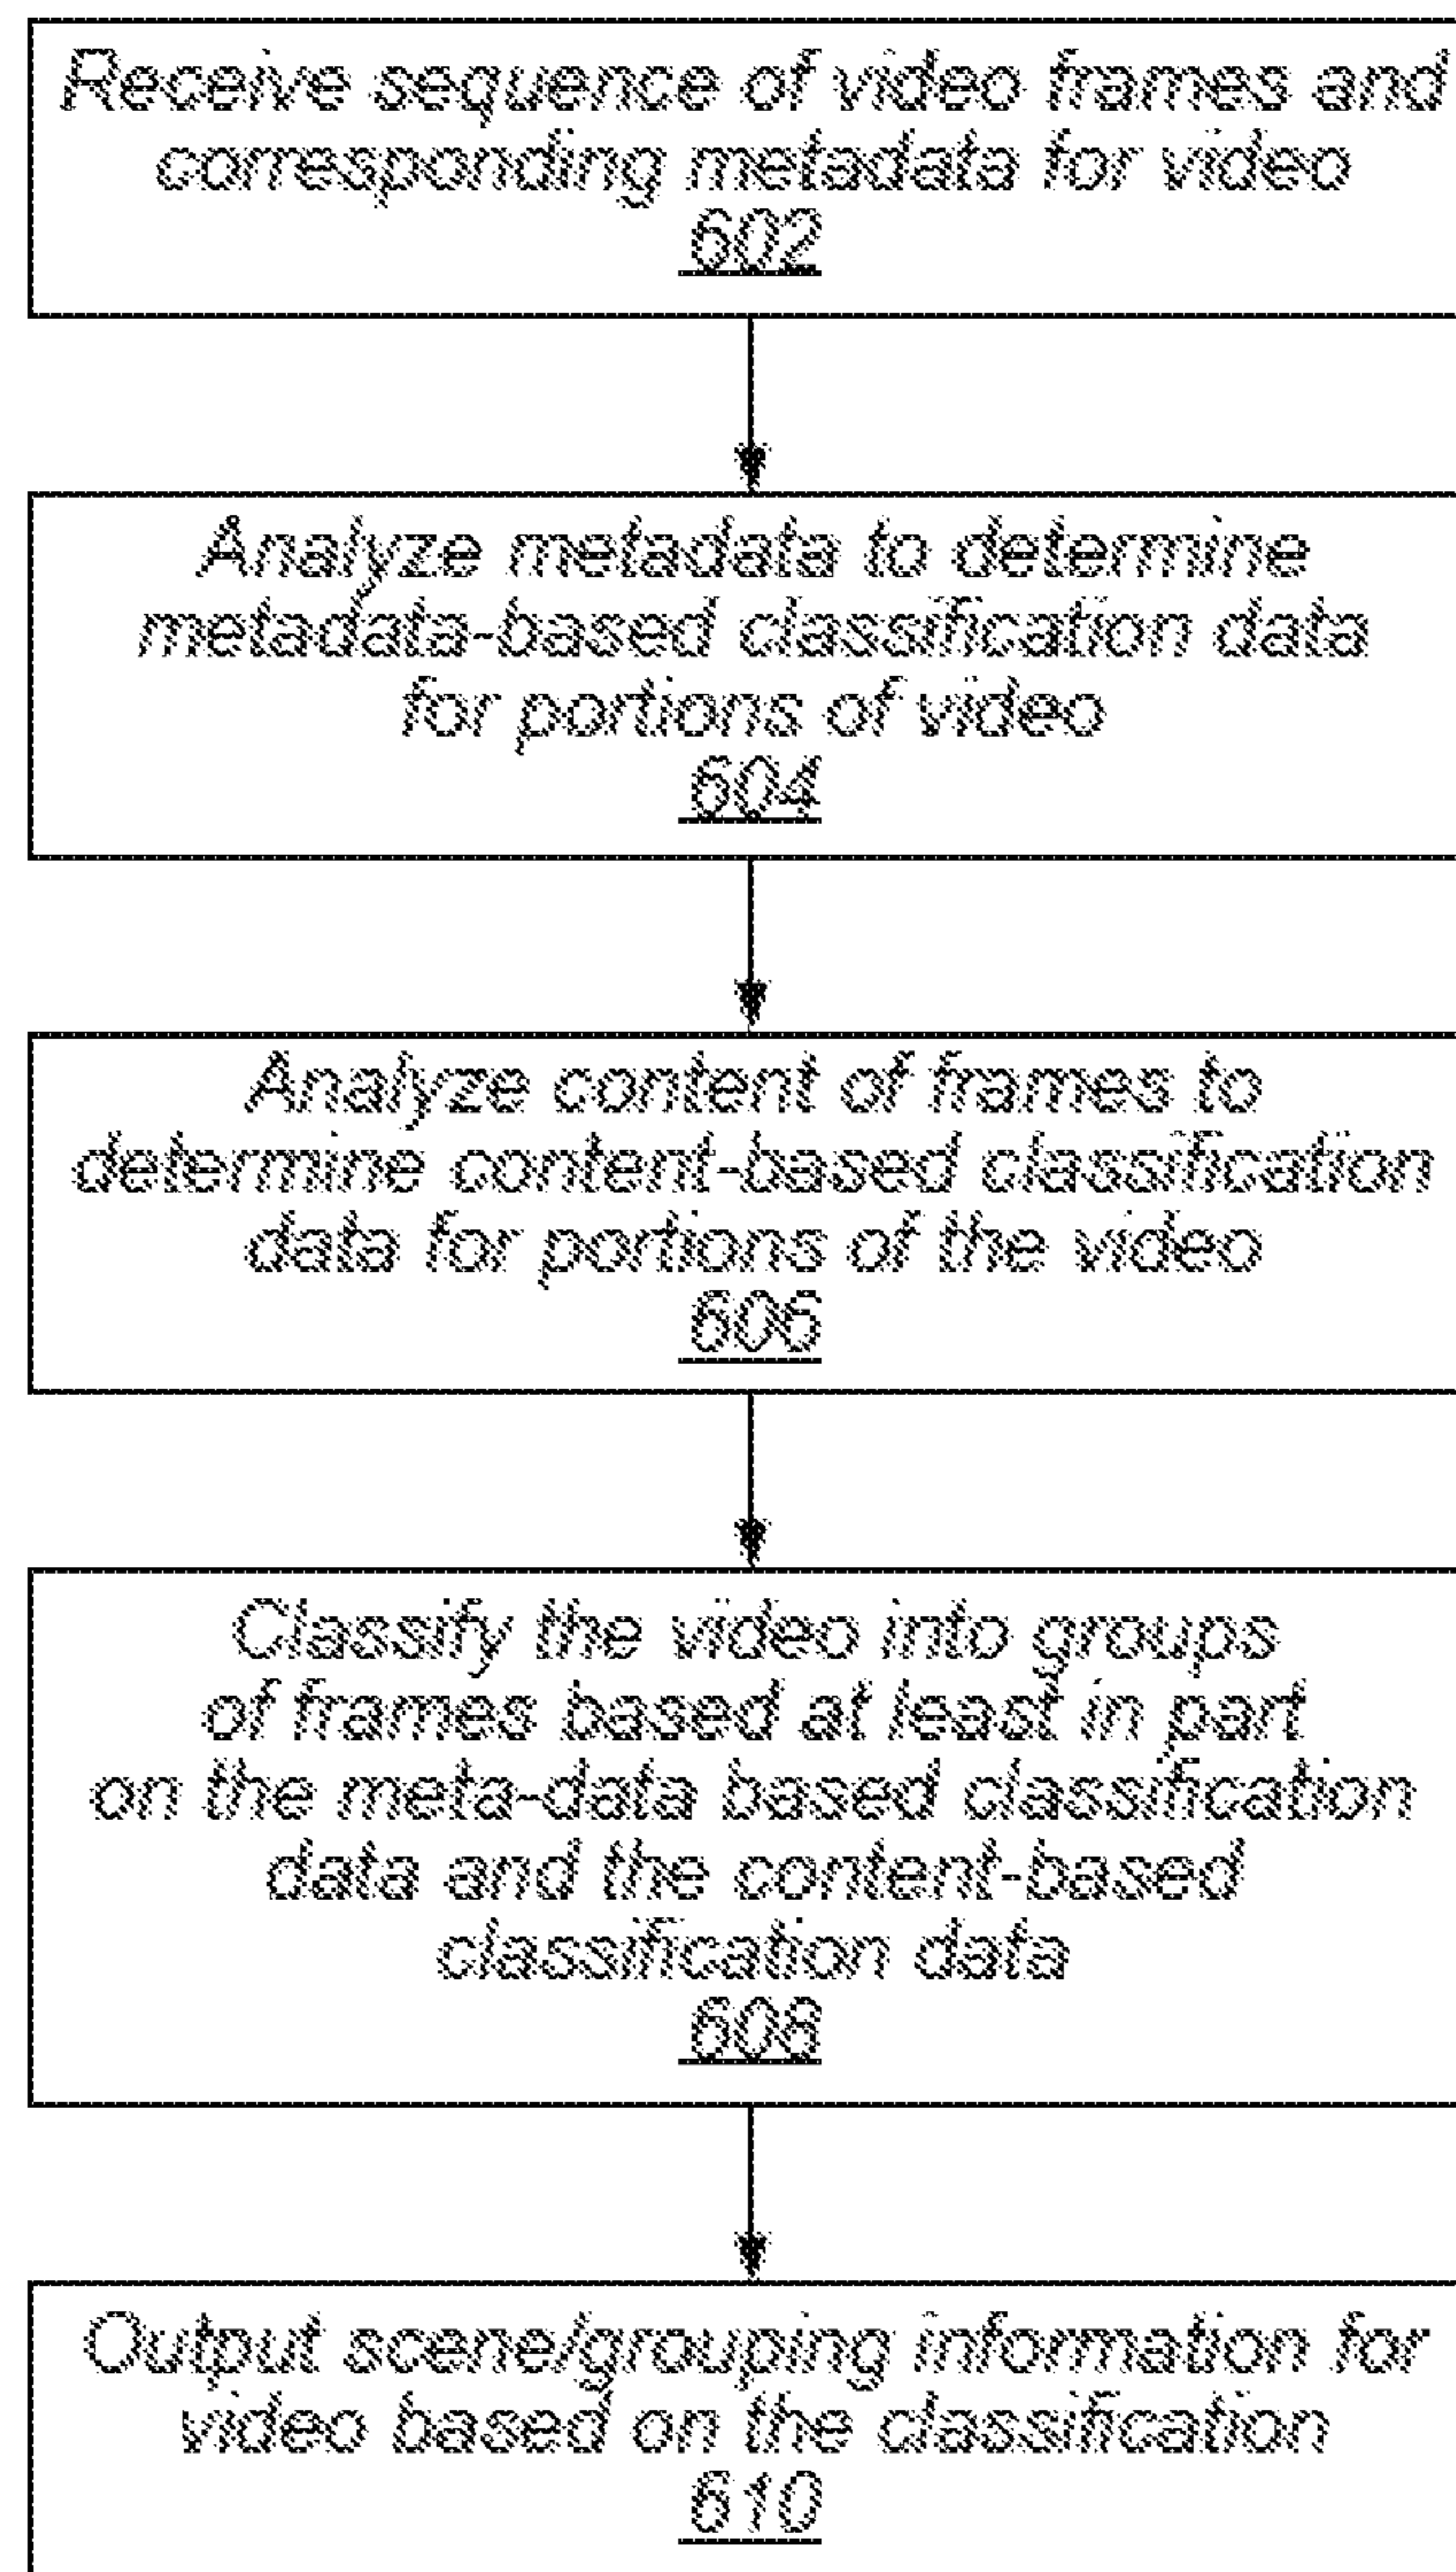 Receive sequence of video frames and
corresponding metadata for video
602
Analyze metadata to determine
metadata-based classification data
for portions of video
604
Analyze content of frames to
determine content-based classification
data for portions of the video
606
Classify the video into groups
of frames based at least in part
on the meta-data based classification
data and the content-based
classification data
608
Output scene/grouping information for
video based on the classification
610